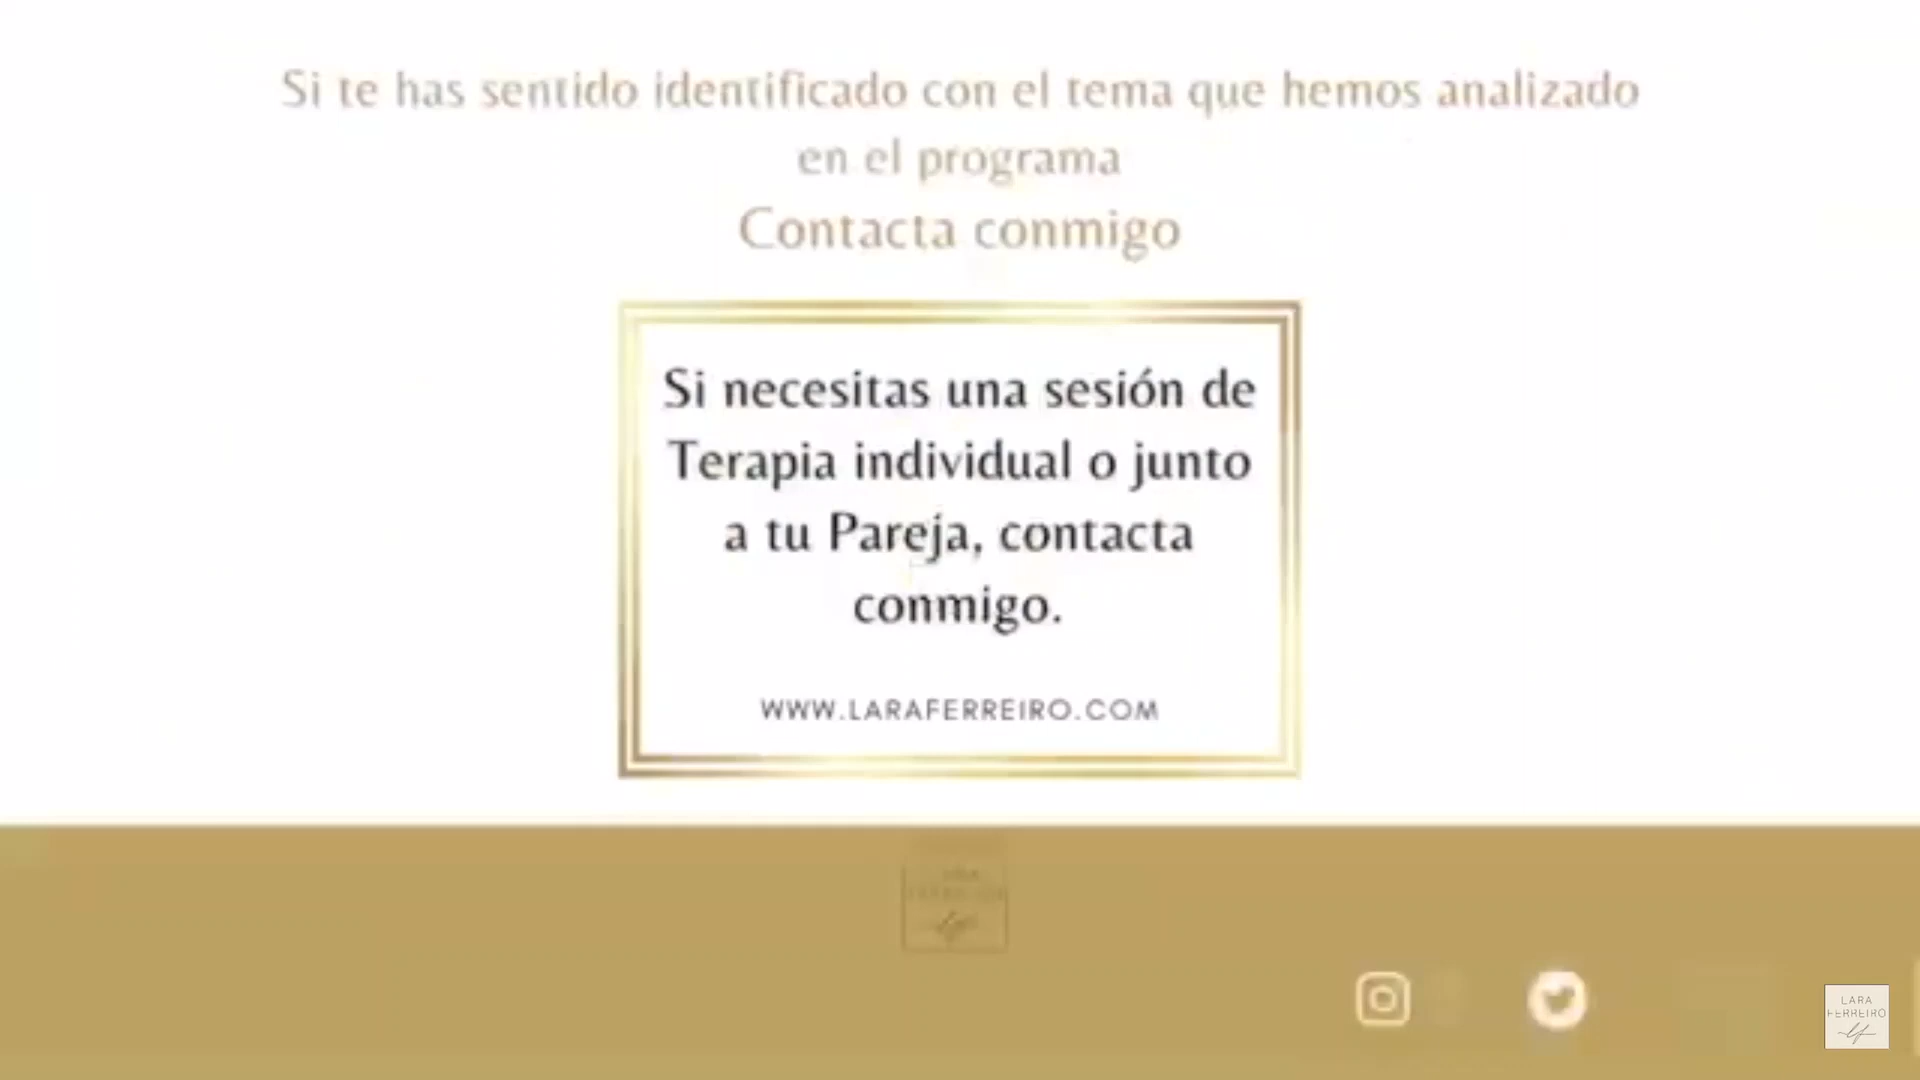 Si te has sentido identificado con el tema que hemos analizado
en el programa
Contacta conmigo
Si necesitas una sesión de
Terapia individual o junto
a tu Pareja, contacta
conmigo.
WWW.LARAFERREIRO.COM
LARA
FERREIRO